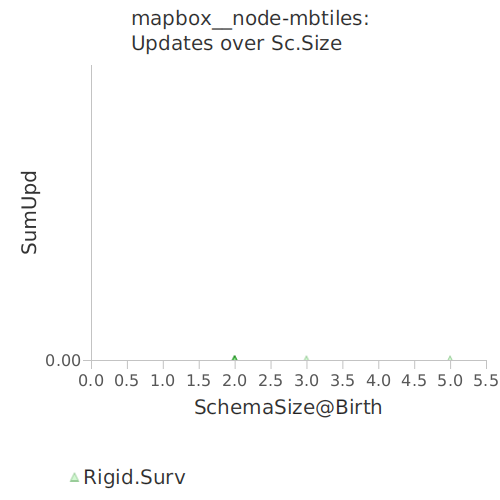 mapbox__node-mbtiles:
Updates over Sc.Size
SumUpd
0.00
0.0 0.5 1.0 1.5 2.0 2.5 3.0 3.5 4.0 4.5 5.0 5.5
SchemaSize@Birth
Rigid.Surv